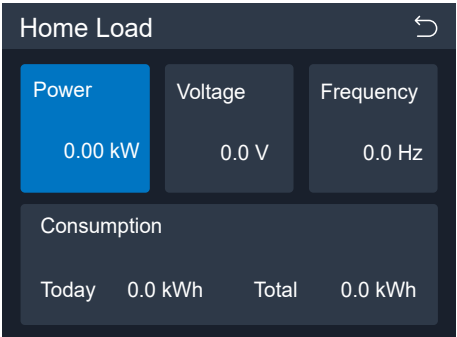 Home Load
Power Voltage Frequency
0.00 kW 0.0 V 0.0 Hz
Consumption
Today 0.0 kWh Total 0.0 kWh